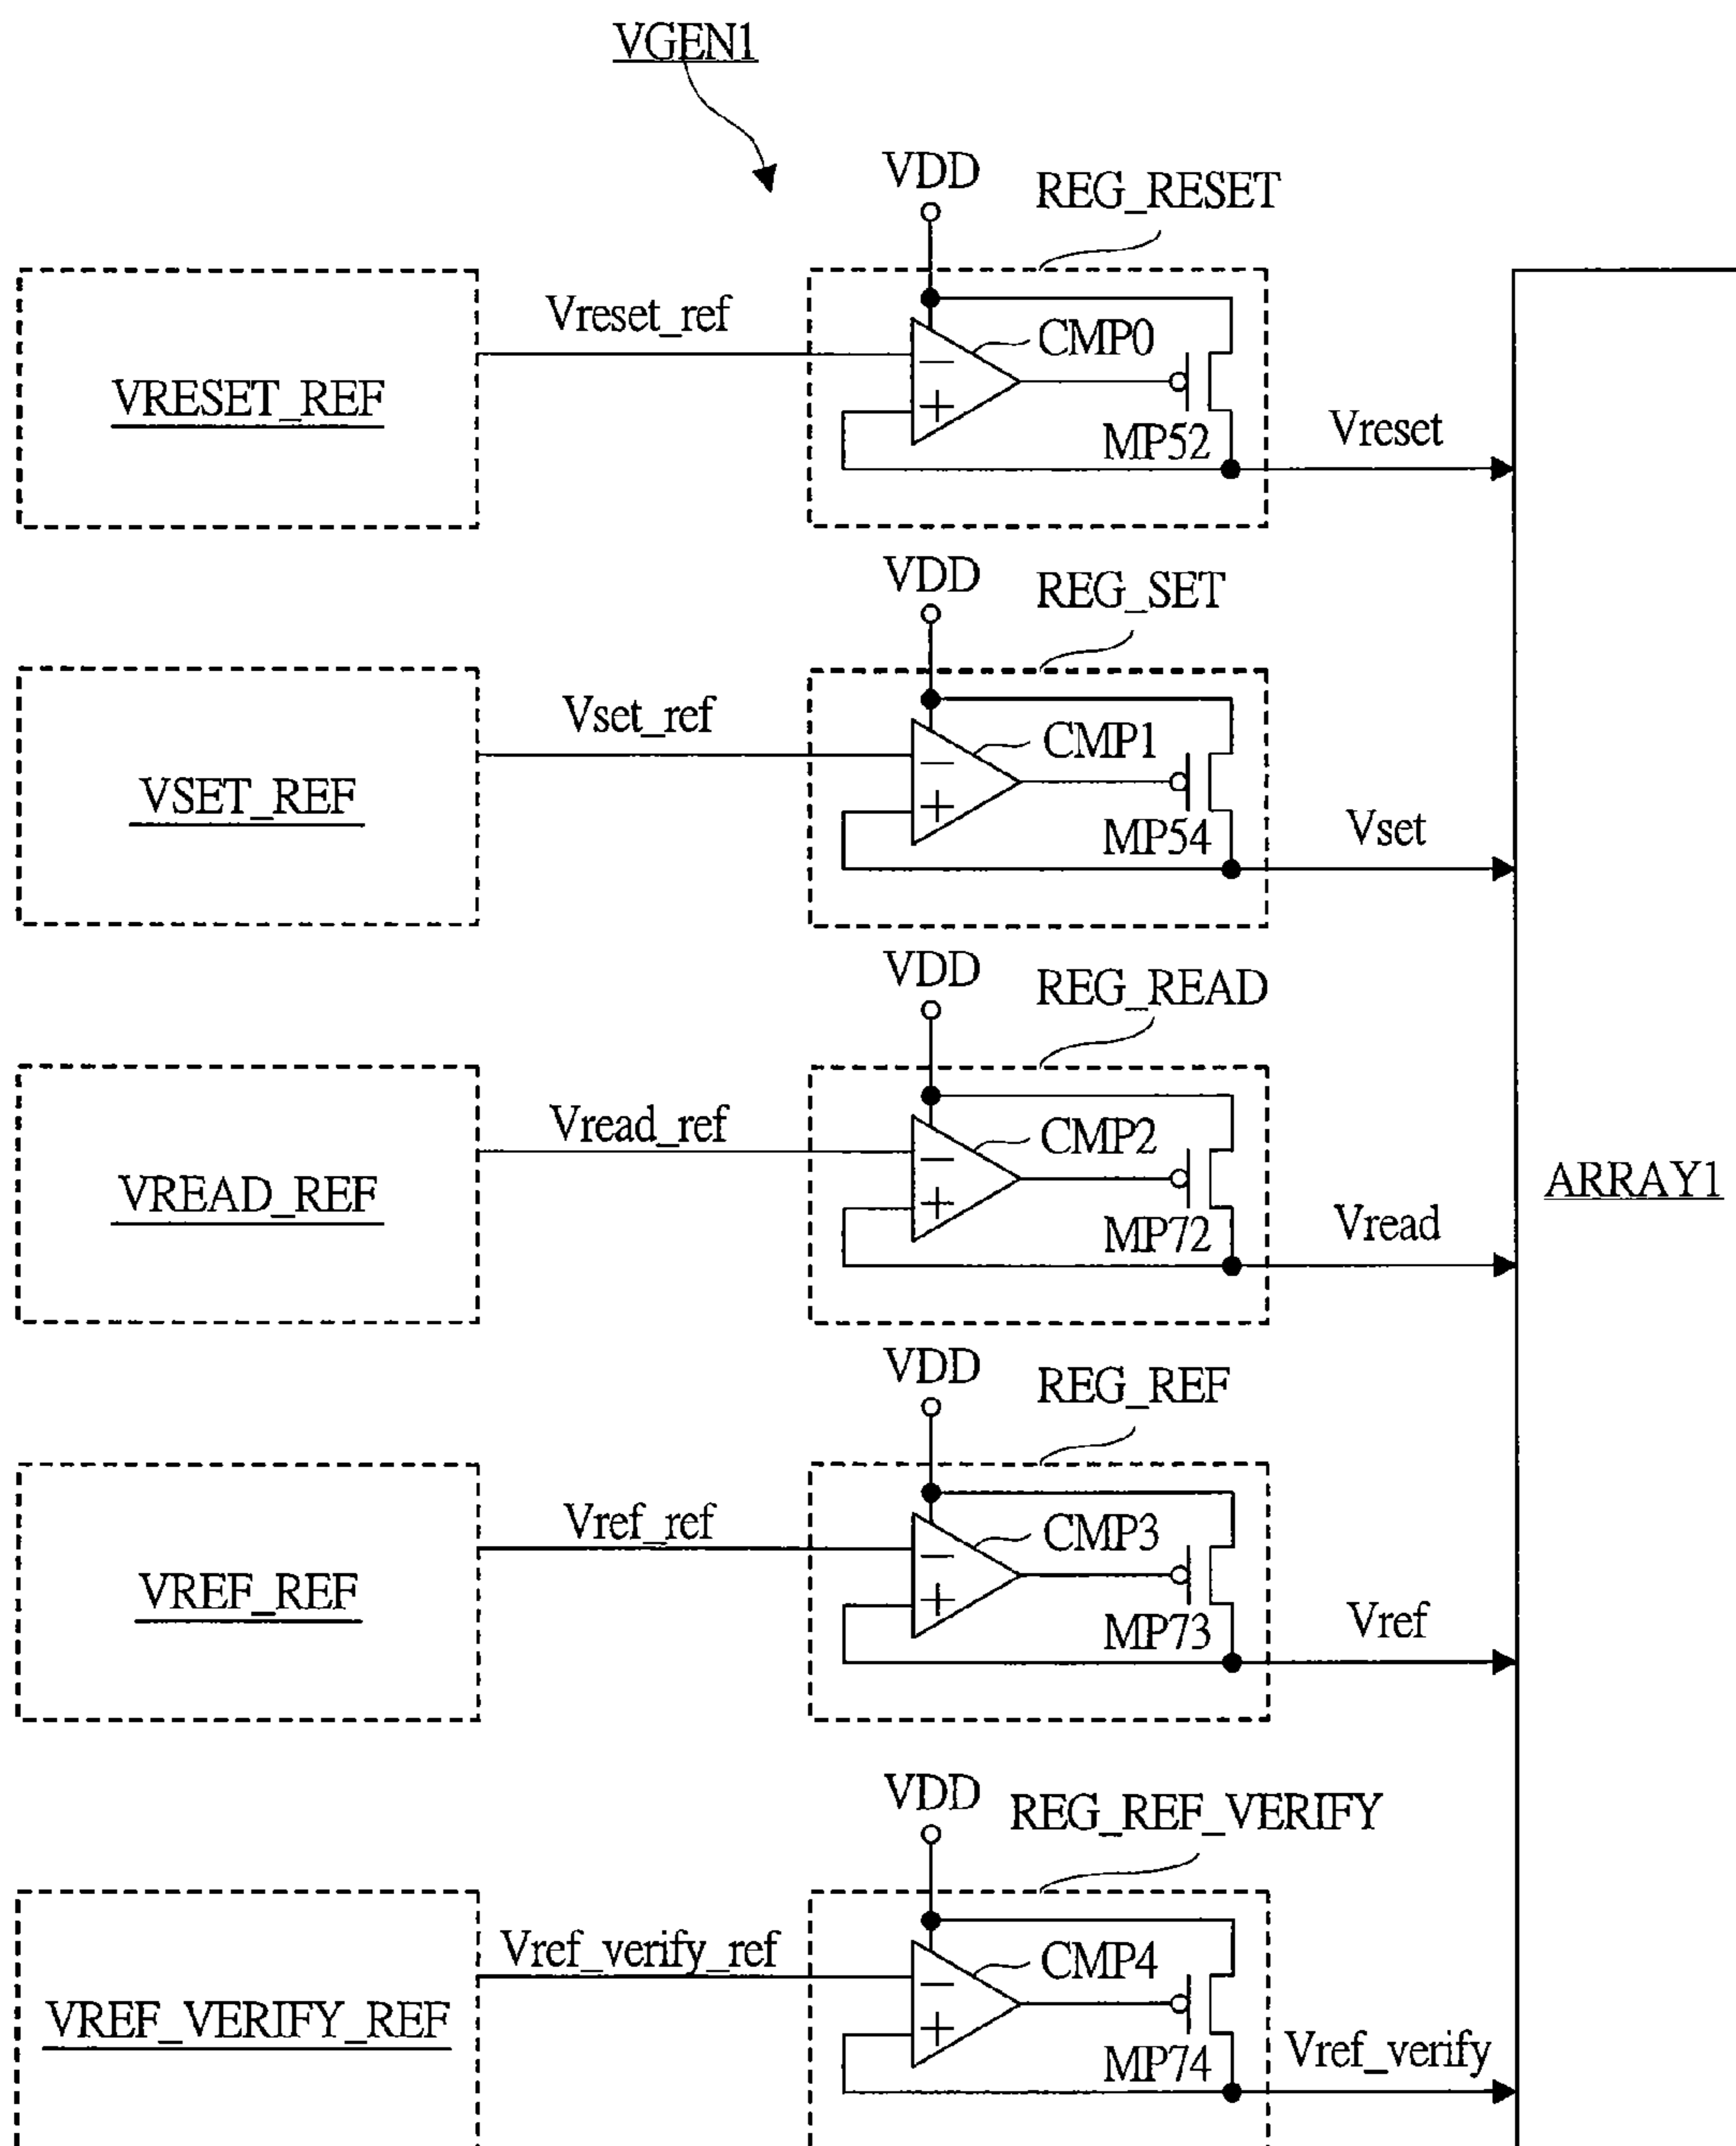 VGEN1
VDD
REG_RESET
Vreset_ref
CMP0
VRESET_REF
−
+
MP52
Vreset
VDD
REG_SET
Vset_ref
CMP1
VSET_REF
−
+
MP54
Vset
VDD
REG_READ
Vread_ref
CMP2
VREAD_REF
−
+
MP72
Vread
ARRAY1
VDD
REG_REF
Vref_ref
CMP3
VREF_REF
−
+
MP73
Vref
VDD
REG_REF_VERIFY
Vref_verify_ref
CMP4
VREF_VERIFY_REF
−
+
MP74
Vref_verify